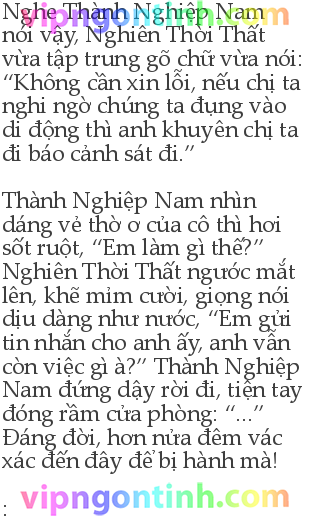 vipngontinh.com
Nghe Thành Nghiệp Nam
nói vậy, Nghiên Thời Thất
vừa tập trung gõ chữ vừa nói:
“Không cần xin lỗi, nếu chị ta
nghi ngờ chúng ta đụng vào
di động thì anh khuyên chị ta
đi báo cảnh sát đi.”
Thành Nghiệp Nam nhìn
dáng vẻ thờ ơ của cô thì hơi
sốt ruột, “Em làm gì thế?”
Nghiên Thời Thất ngước mắt
lên, khẽ mỉm cười, giọng nói
dịu dàng như nước, “Em gửi
tin nhắn cho anh ấy, anh vẫn
còn việc gì à?” Thành Nghiệp
Nam đứng dậy rời đi, tiện tay
đóng rầm cửa phòng: “...”
Đáng đời, hơn nửa đêm vác
xác đến đây để bị hành mà!
vipngontinh.com
: